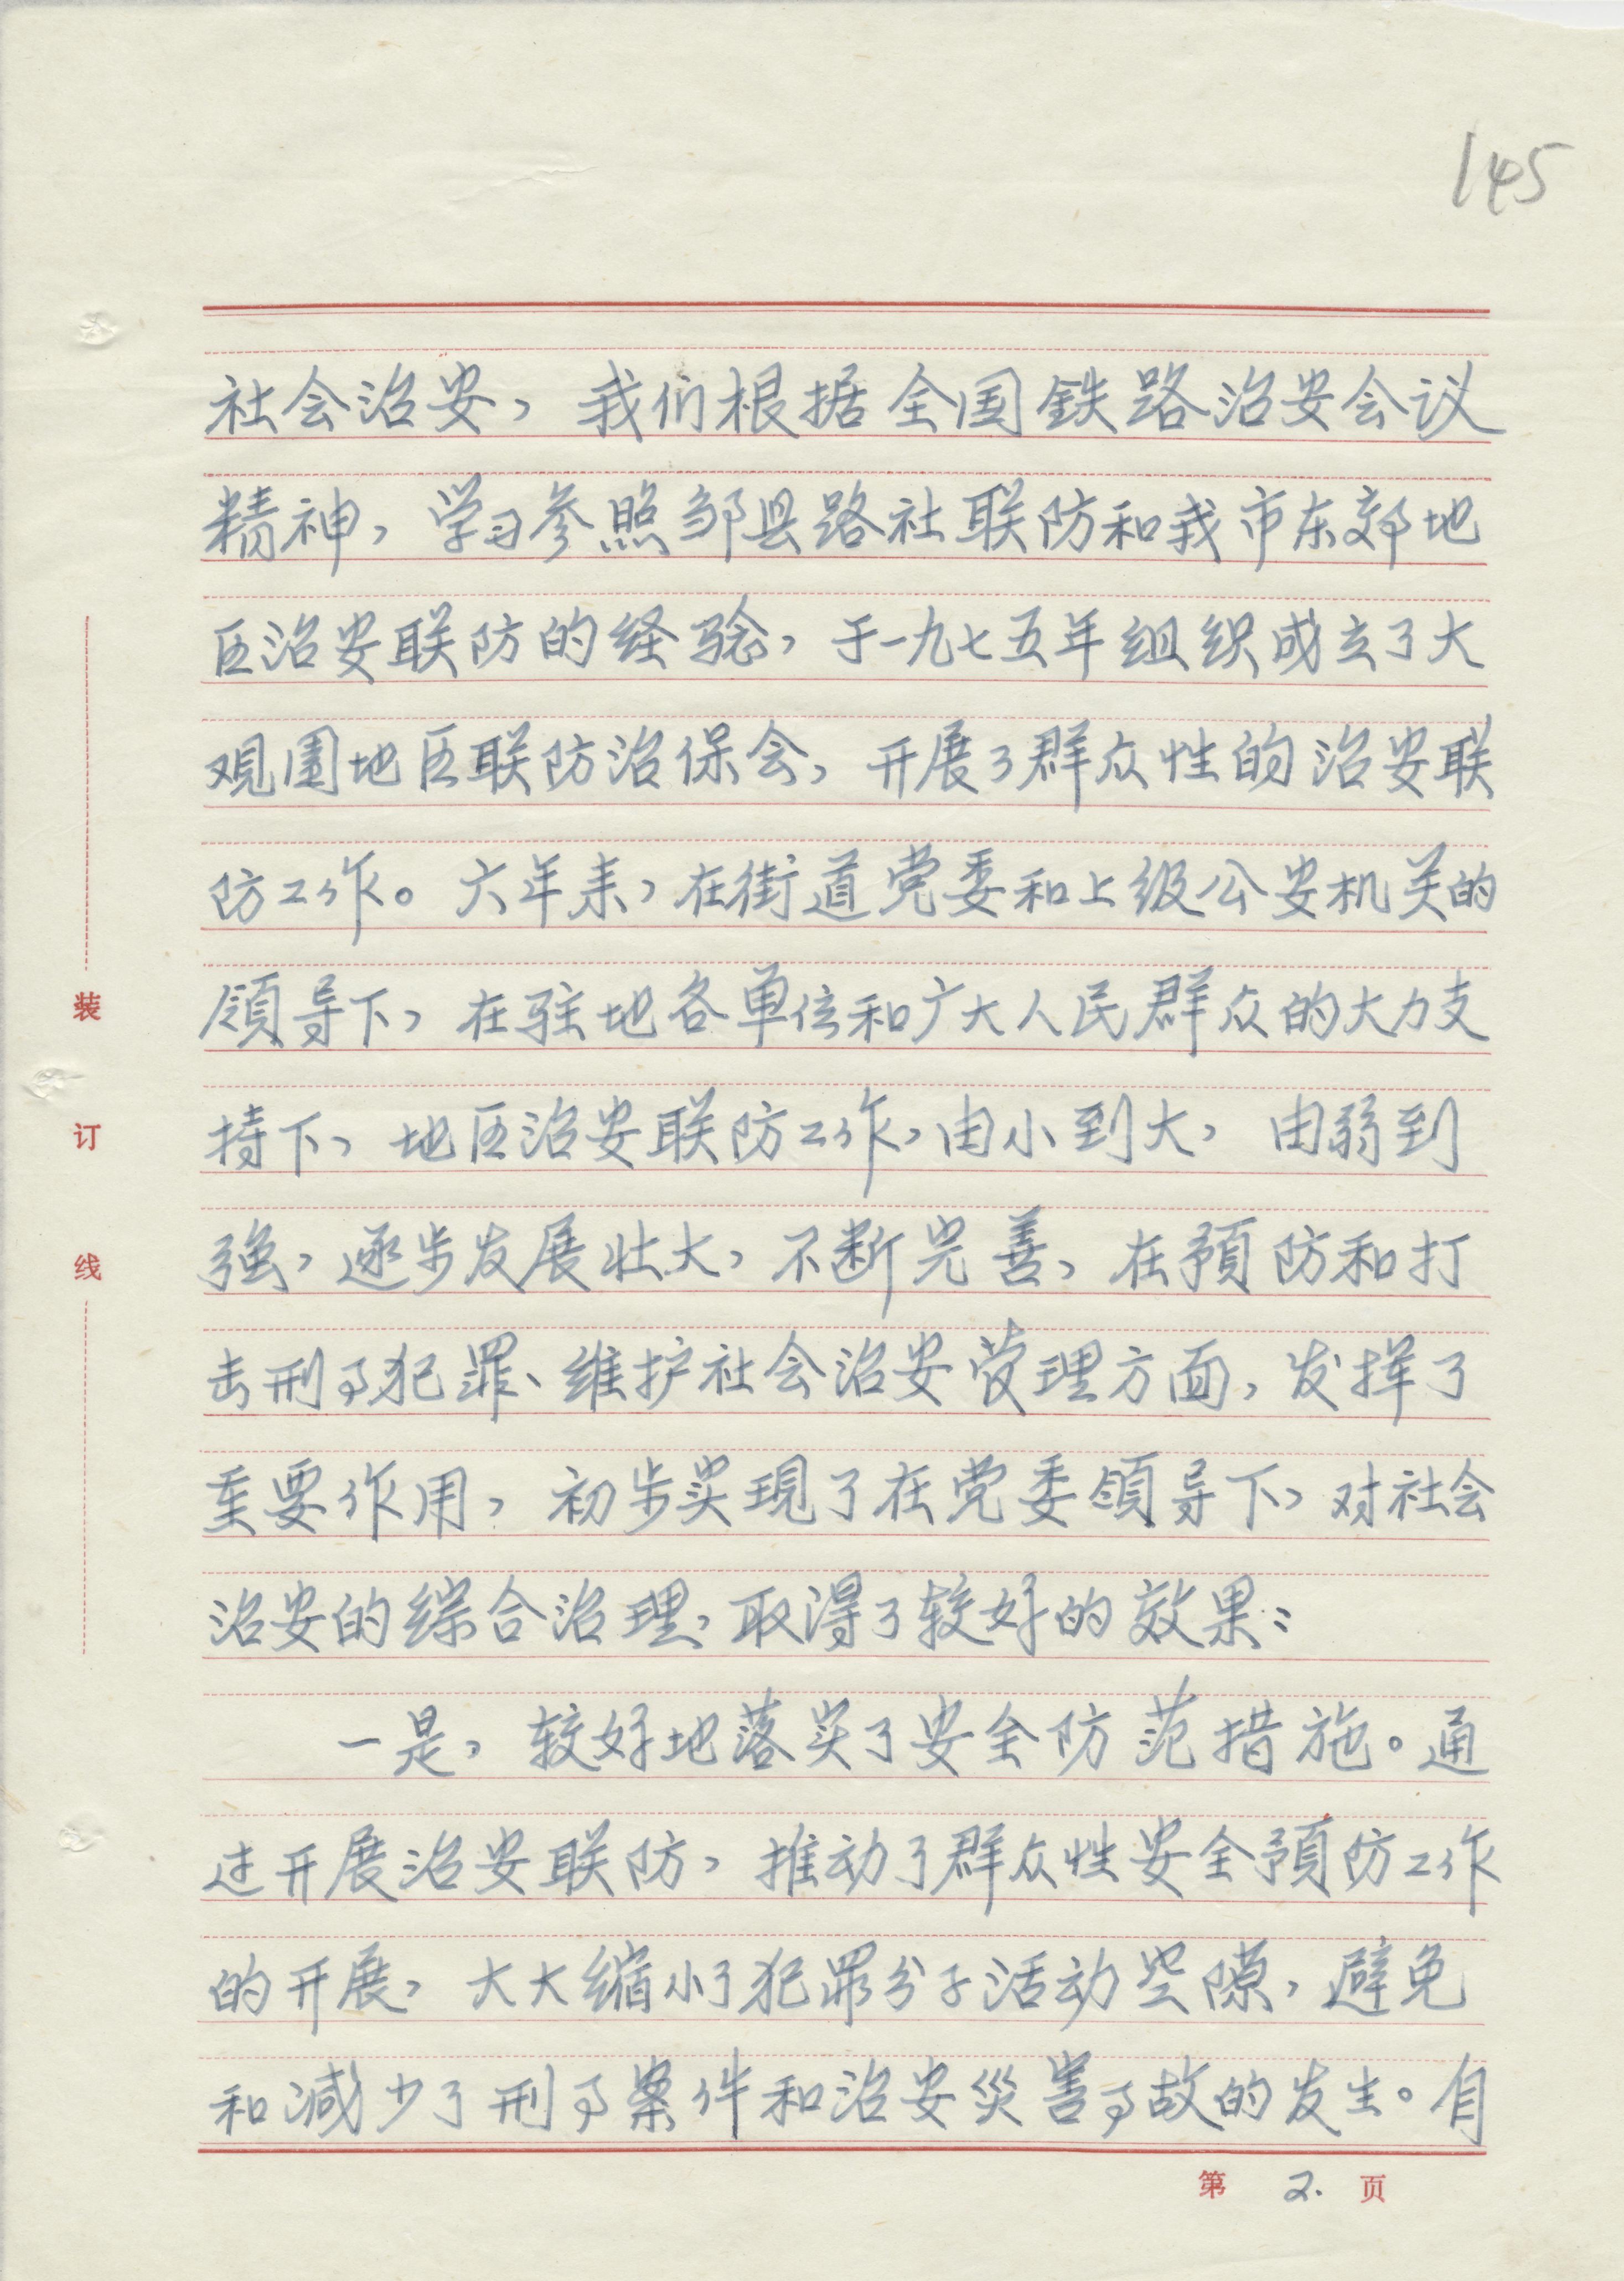 145
社会治安，我们根据全国鉄路治安会议
精神，学习参照邹县路社联防和我市东郊地
区治安联防的经验，于一九七五年组织成立了大
观园地区联防治保会，开展了群众性的治安联
防工作。六年来，在街道党委和上级公安机关的
領导下，在驻地各单位和广大人民群众的大力支
持下，地区治安联防工作，由小到大，由弱到
强，逐步发展壮大，不断完善，在預防和打
击刑事犯罪、维护社会治安管理方面，发挥了
重要作用，初步实現了在党委領导下，对社会
治安的综合治理，取得了较好的效果：
一是，较好地落实了安全防范措施。通
过开展治安联防，推动了群众性安全預防工作
的开展，大大缩小了犯罪分子活动空隙，避免
和减少了刑事案件和治安災害事故的发生。自
装
订
线
第 2. 页